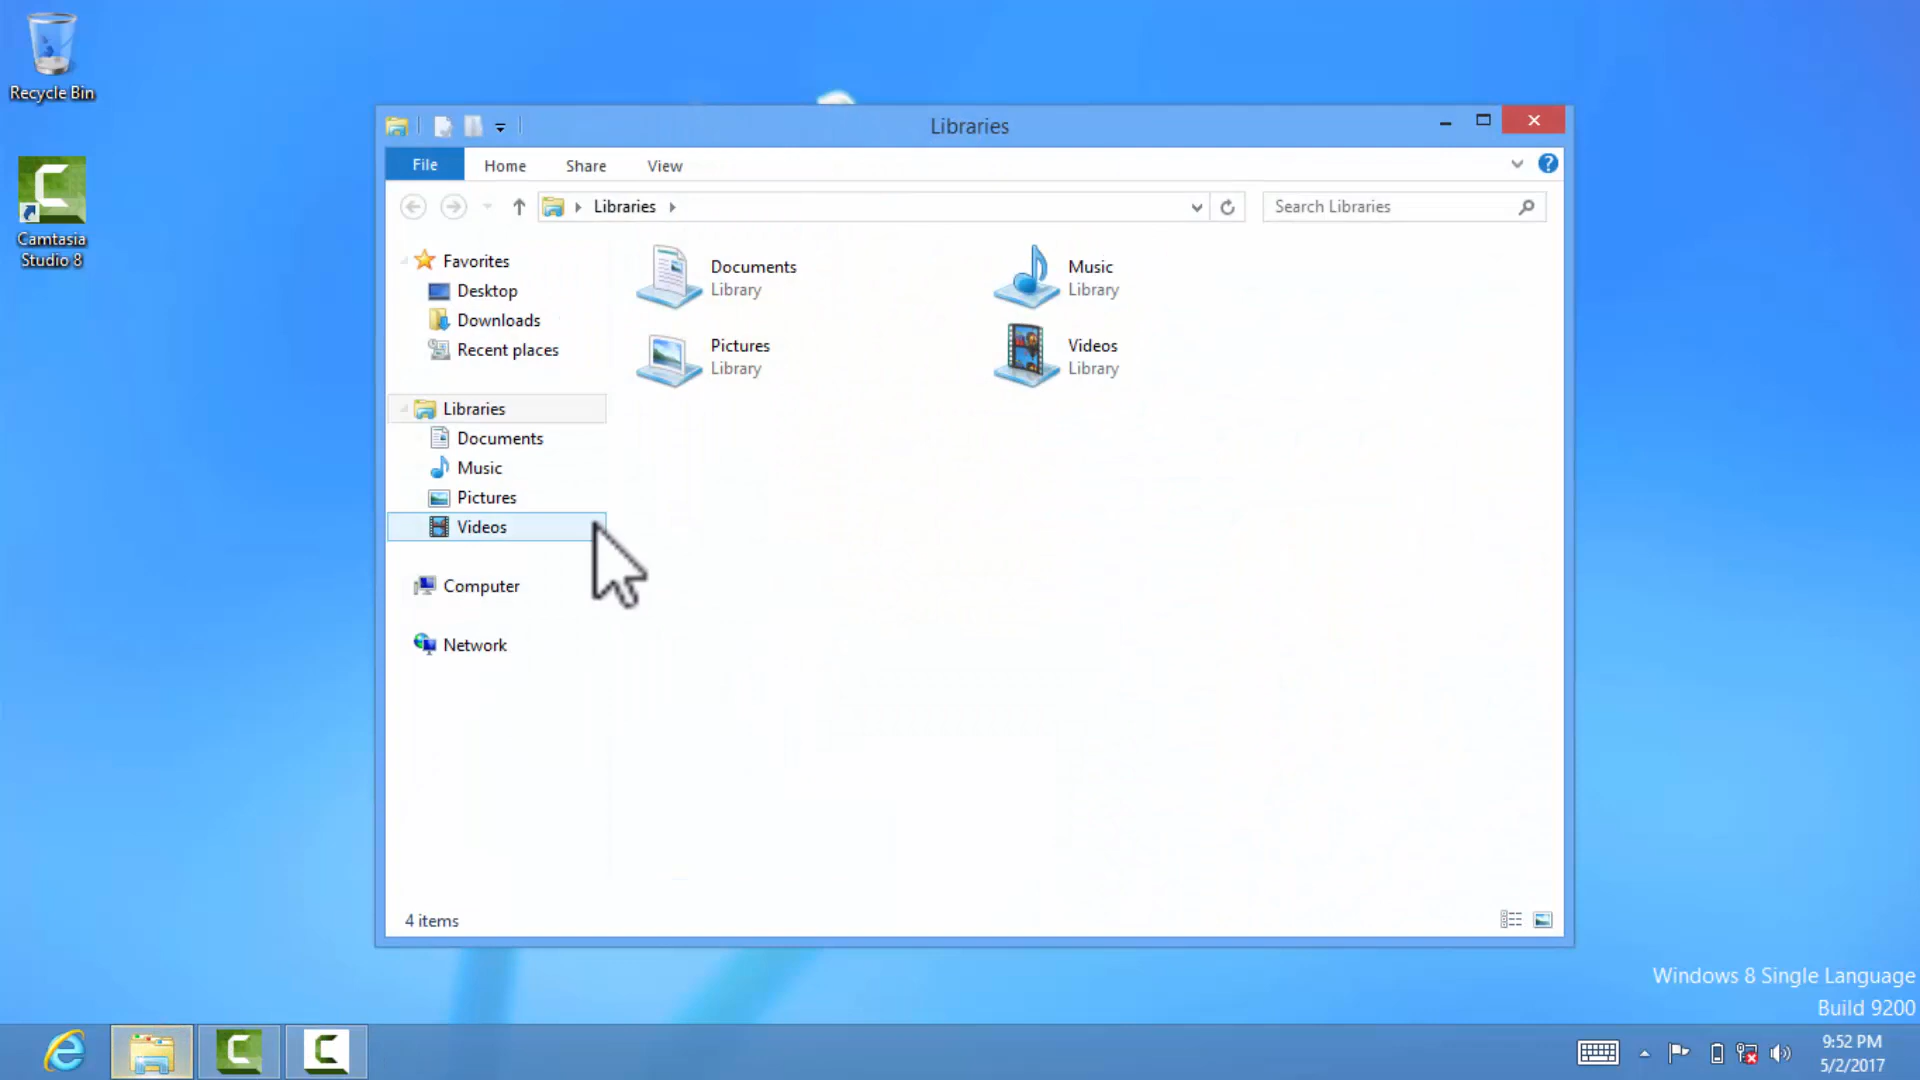 Recycle Bin
Camtasia
Studio 8
Libraries
File
Home
Share
View
Libraries
Search Libraries
Favorites
Desktop
Downloads
Recent places
Libraries
Documents
Music
Pictures
Videos
Computer
Network
Documents
Library
Music
Library
Pictures
Library
Videos
Library
4 items
Windows 8 Single Language
Build 9200
9:52 PM
5/2/2017